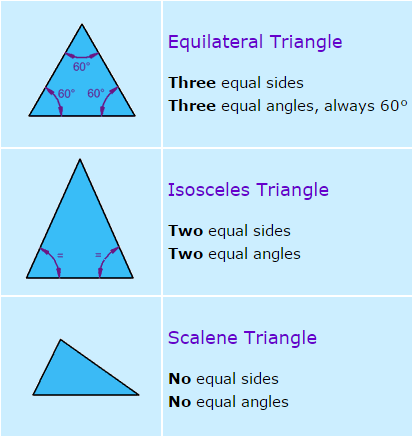 60°
60° 60°
Equilateral Triangle
Three equal sides
Three equal angles, always 60°
= =
Isosceles Triangle
Two equal sides
Two equal angles
Scalene Triangle
No equal sides
No equal angles